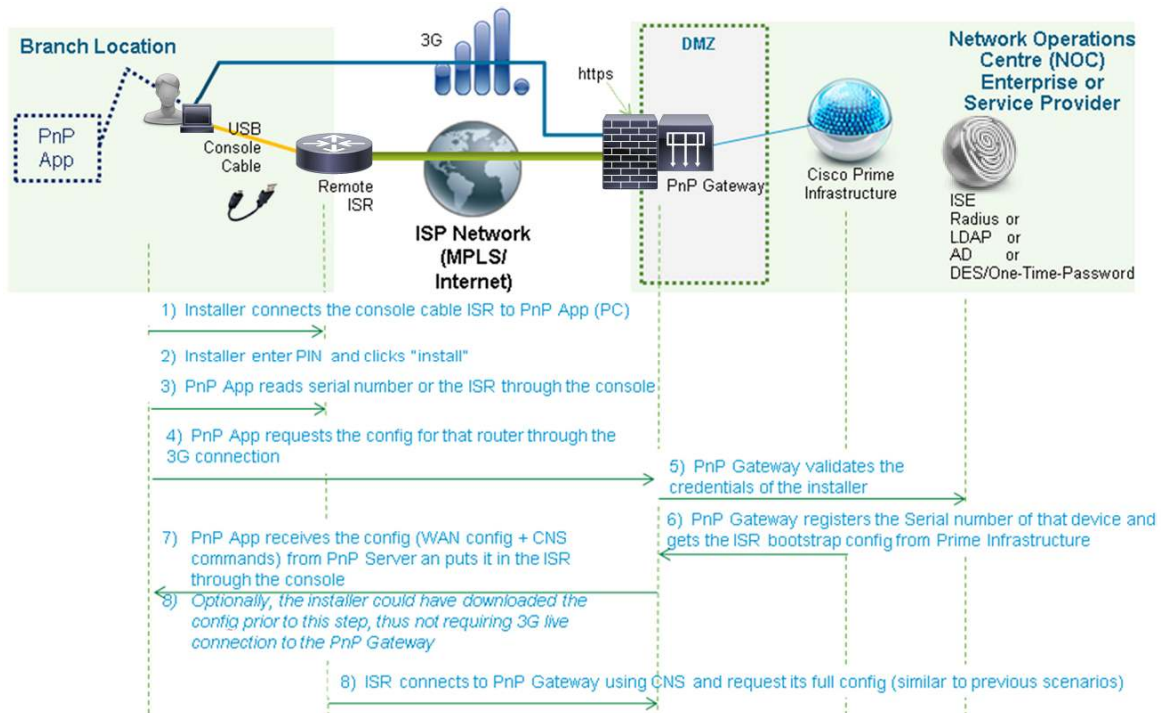 Branch Location
PnP
App
USB
Console
Cable
Remote
ISR
3G
ISP Network
(MPLS/
Internet)
https
DMZ
PnP Gateway
Cisco Prime
Infrastructure
Network Operations
Centre (NOC)
Enterprise or
Service Provider
ISE
Radius or
LDAP or
AD or
DES/One-Time-Password
1) Installer connects the console cable ISR to PnP App (PC)
2) Installer enter PIN and clicks "install"
3) PnP App reads serial number or the ISR through the console
4) PnP App requests the config for that router through the
3G connection
5) PnP Gateway validates the
credentials of the installer
6) PnP Gateway registers the Serial number of that device and
gets the ISR bootstrap config from Prime Infrastructure
7) PnP App receives the config (WAN config + CNS
commands) from PnP Server an puts it in the ISR
through the console
8) Optionally, the installer could have downloaded the
config prior to this step, thus not requiring 3G live
connection to the PnP Gateway
8) ISR connects to PnP Gateway using CNS and request its full config (similar to previous scenarios)